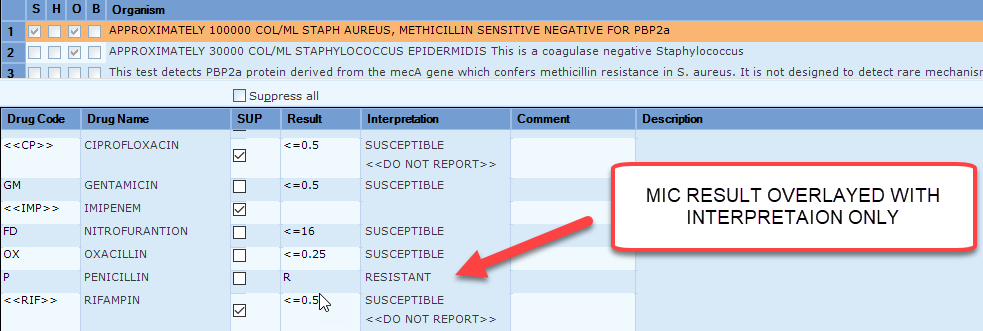 S H O B Organism
1 APPROXIMATELY 100000 COL/ML STAPH AUREUS, METHICILLIN SENSITIVE NEGATIVE FOR PBP2a
2 APPROXIMATELY 30000 COL/ML STAPHYLOCOCCUS EPIDERMIDIS This is a coagulase negative Staphylococcus
3 This test detects PBP2a protein derived from the mecA gene which confers methicillin resistance in S. aureus. It is not designed to detect rare mechanism
Suppress all
Drug Code Drug Name SUP Result Interpretation Comment Description
<<CP>> CIPROFLOXACIN <=0.5 SUSCEPTIBLE
<<DO NOT REPORT>>
GM GENTAMICIN <=0.5 SUSCEPTIBLE
<<IMP>> IMIPENEM
FD NITROFURANTION <=16 SUSCEPTIBLE
OX OXACILLIN <=0.25 SUSCEPTIBLE
P PENICILLIN R RESISTANT
<<RIF>> RIFAMPIN <=0.5 SUSCEPTIBLE
<<DO NOT REPORT>>
MIC RESULT OVERLAYED WITH
INTERPRETAION ONLY